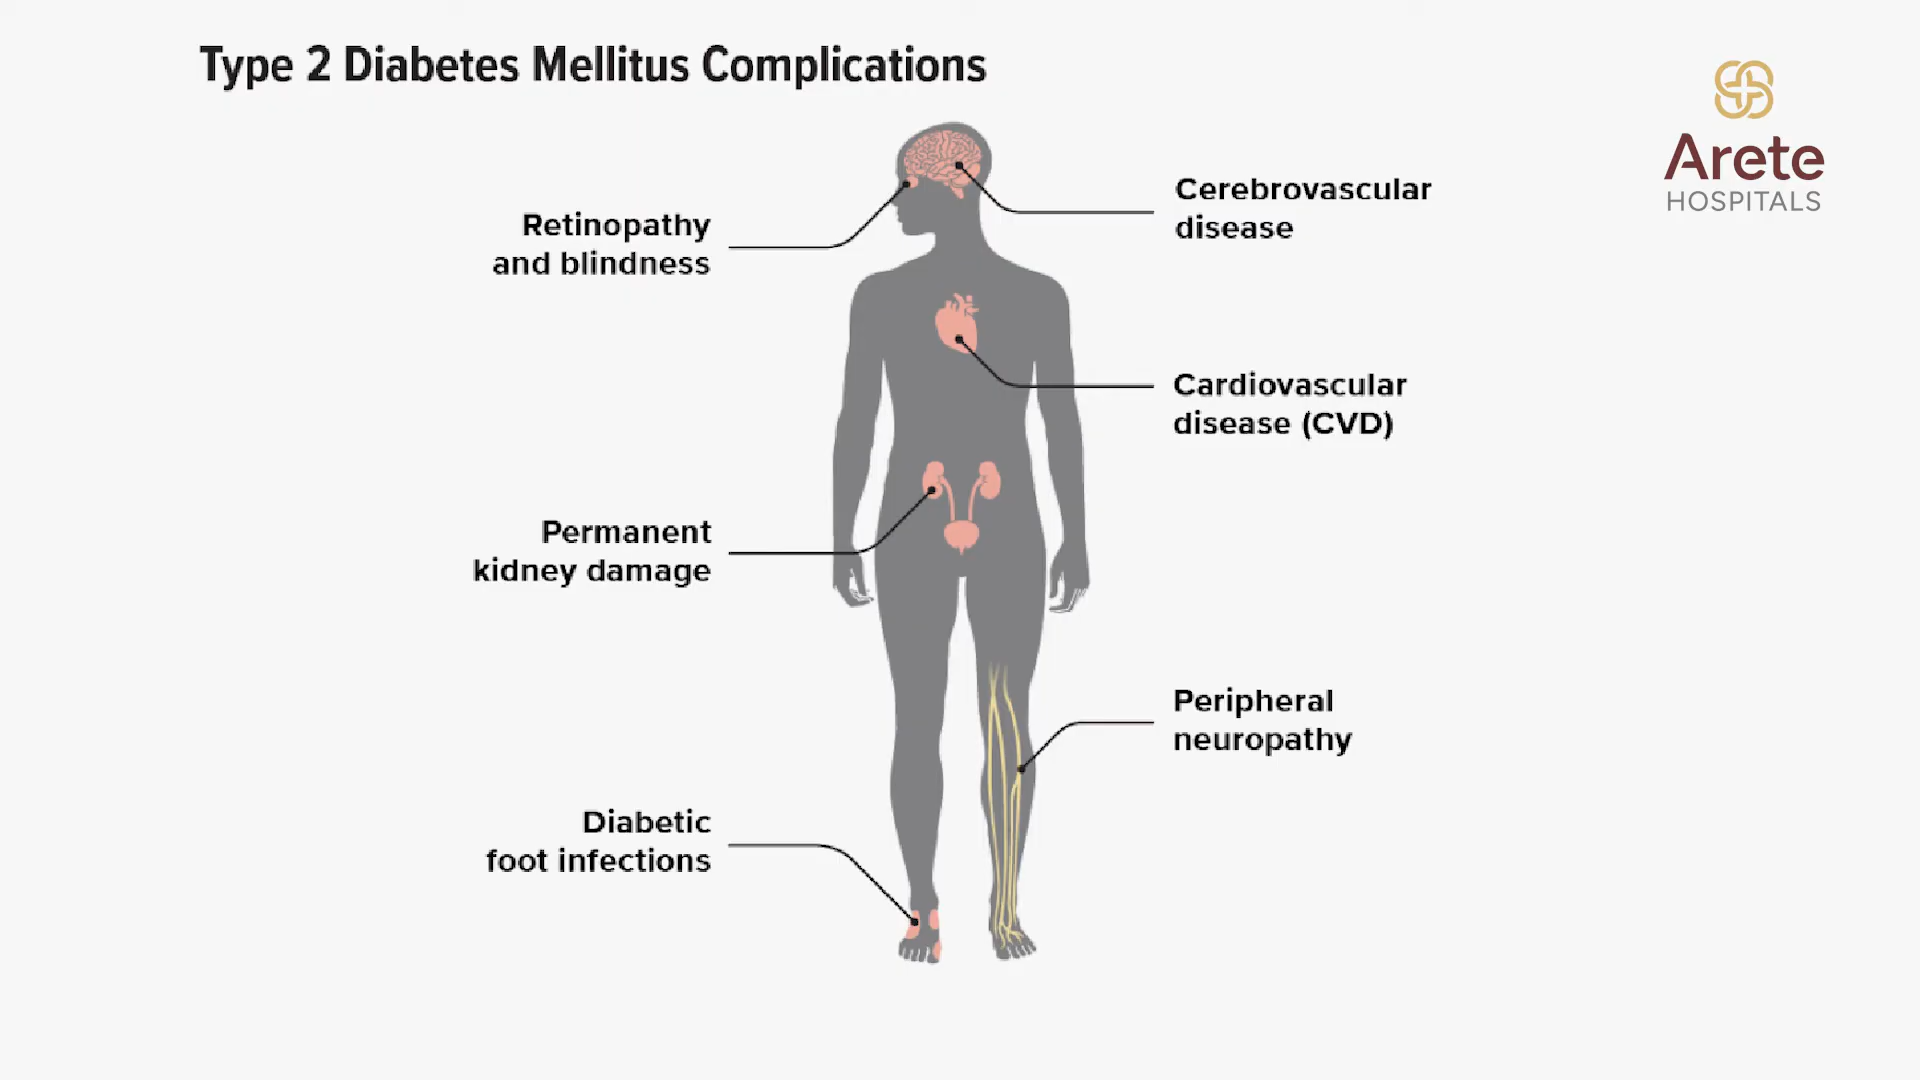 Type 2 Diabetes Mellitus Complications
Arete
HOSPITALS
Retinopathy
and blindness
Cerebrovascular
disease
Cardiovascular
disease (CVD)
Permanent
kidney damage
Peripheral
neuropathy
Diabetic
foot infections